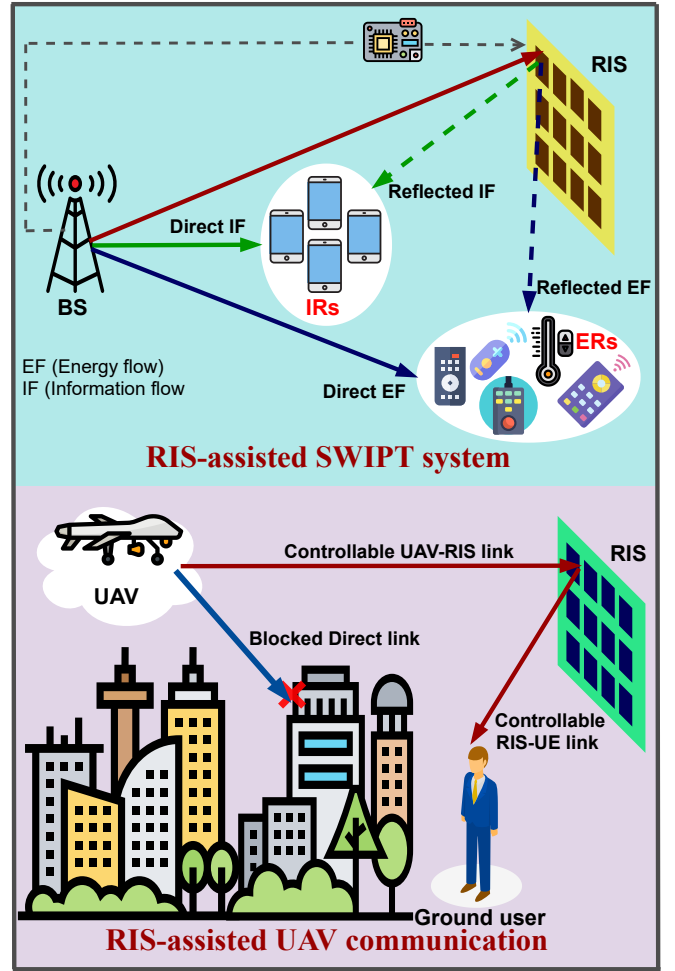 RIS
Reflected IF
Direct IF
BS
IRs
Reflected EF
ERs
EF (Energy flow)
IF (Information flow
Direct EF
RIS-assisted SWIPT system
Controllable UAV-RIS link
RIS
UAV
Blocked Direct link
Controllable
RIS-UE link
Ground user
RIS-assisted UAV communication